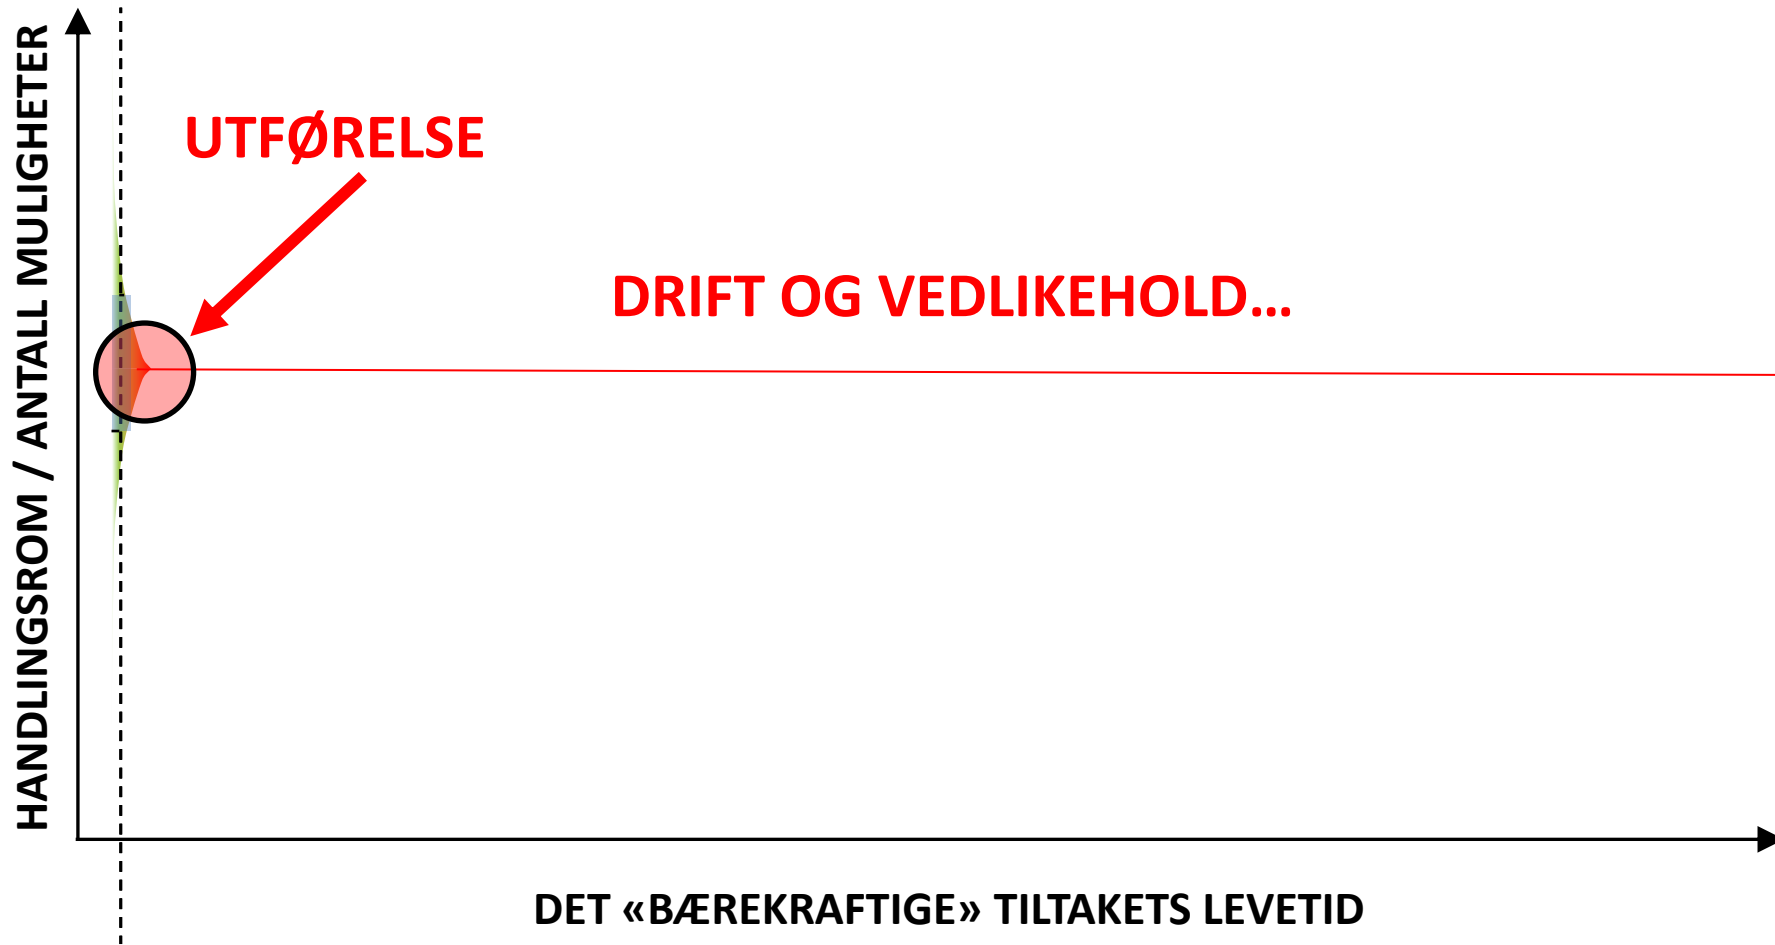 HANDLINGSROM / ANTALL MULIGHETER
UTFØRELSE
DRIFT OG VEDLIKEHOLD...
DET «BÆREKRAFTIGE» TILTAKETS LEVETID